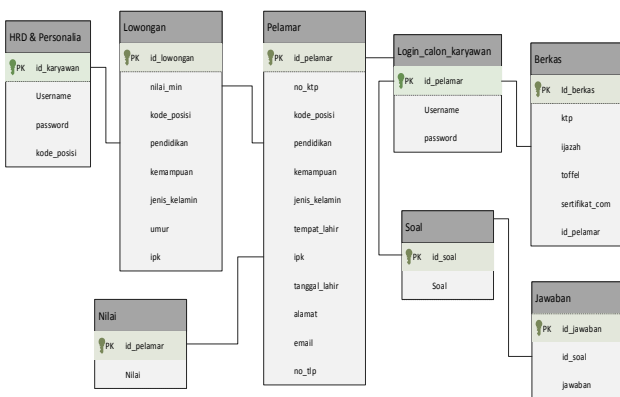 HRD & Personalia
PK id_karyawan
Username
password
kode_posisi
Lowongan
PK id_lowongan
nilai_min
kode_posisi
pendidikan
kemampuan
jenis_kelamin
umur
ipk
Pelamar
PK id_pelamar
no_ktp
kode_posisi
pendidikan
kemampuan
jenis_kelamin
tempat_lahir
ipk
tanggal_lahir
alamat
email
no_tlp
Login_calon_karyawan
PK id_pelamar
Username
password
Berkas
PK Id_berkas
ktp
ijazah
toffel
sertifikat_com
id_pelamar
Soal
PK id_soal
Soal
Nilai
PK id_pelamar
Nilai
Jawaban
PK id_jawaban
id_soal
jawaban